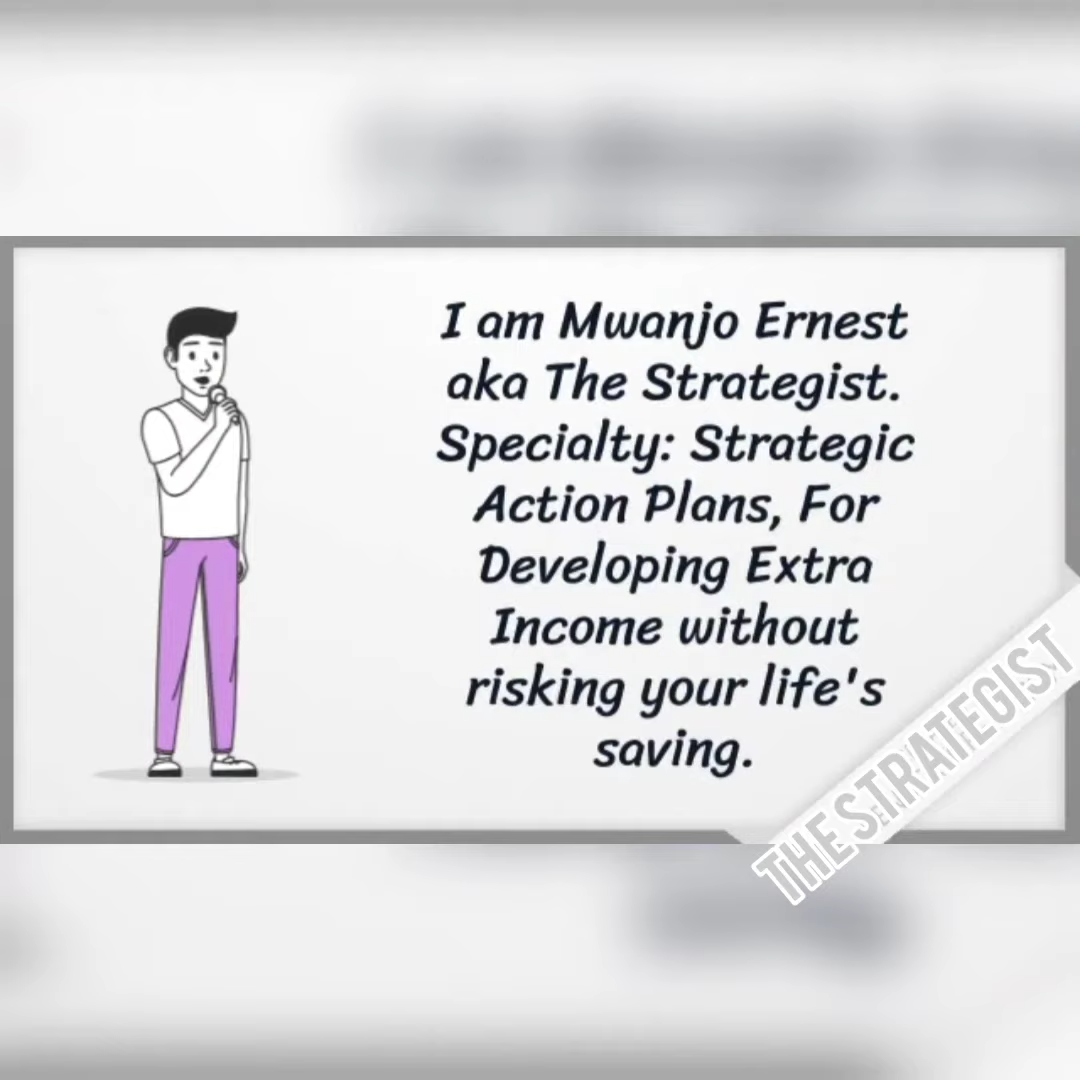 I am Mwanjo Ernest
aka The Strategist.
Specialty: Strategic
Action Plans, For
Developing Extra
Income without
risking your life's
saving.
THE STRATEGIST